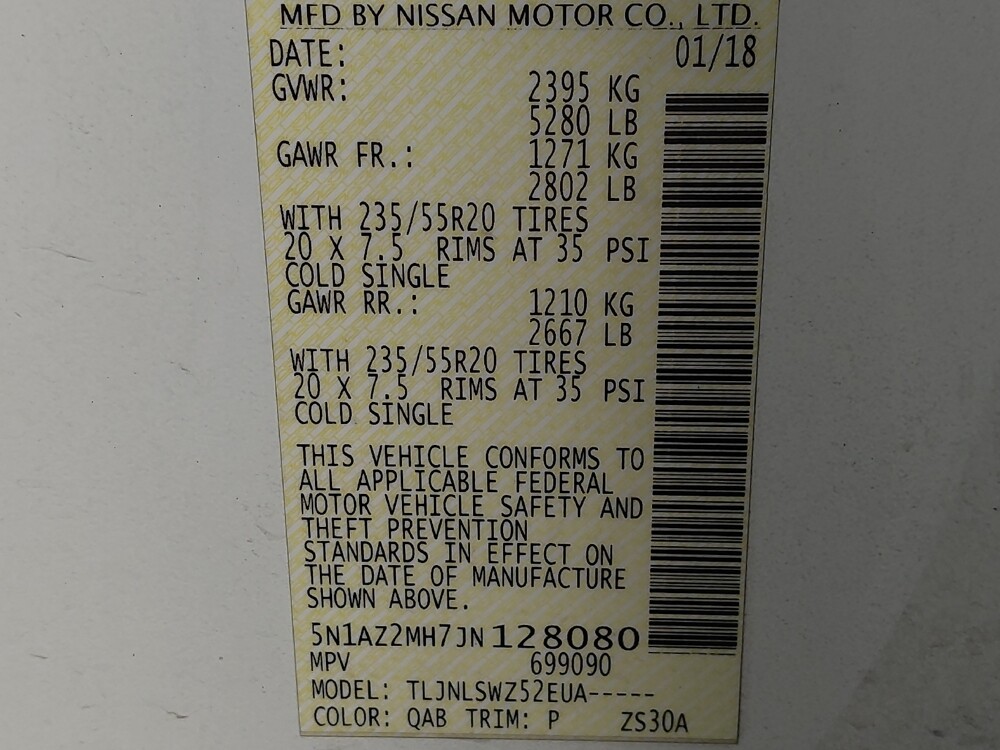 MFD BY NISSAN MOTOR CO., LTD.
DATE: 01/18
GVWR: 2395 KG
5280 LB
GAWR FR.: 1271 KG
2802 LB
WITH 235/55R20 TIRES
20 X 7.5 RIMS AT 35 PSI
COLD SINGLE
GAWR RR.: 1210 KG
2667 LB
WITH 235/55R20 TIRES
20 X 7.5 RIMS AT 35 PSI
COLD SINGLE
THIS VEHICLE CONFORMS TO
ALL APPLICABLE FEDERAL
MOTOR VEHICLE SAFETY AND
THEFT PREVENTION
STANDARDS IN EFFECT ON
THE DATE OF MANUFACTURE
SHOWN ABOVE.
5N1AZ2MH7JN128080
MPV 699090
MODEL: TLJNLSWZ52EUA-----
COLOR: QAB TRIM: P ZS30A